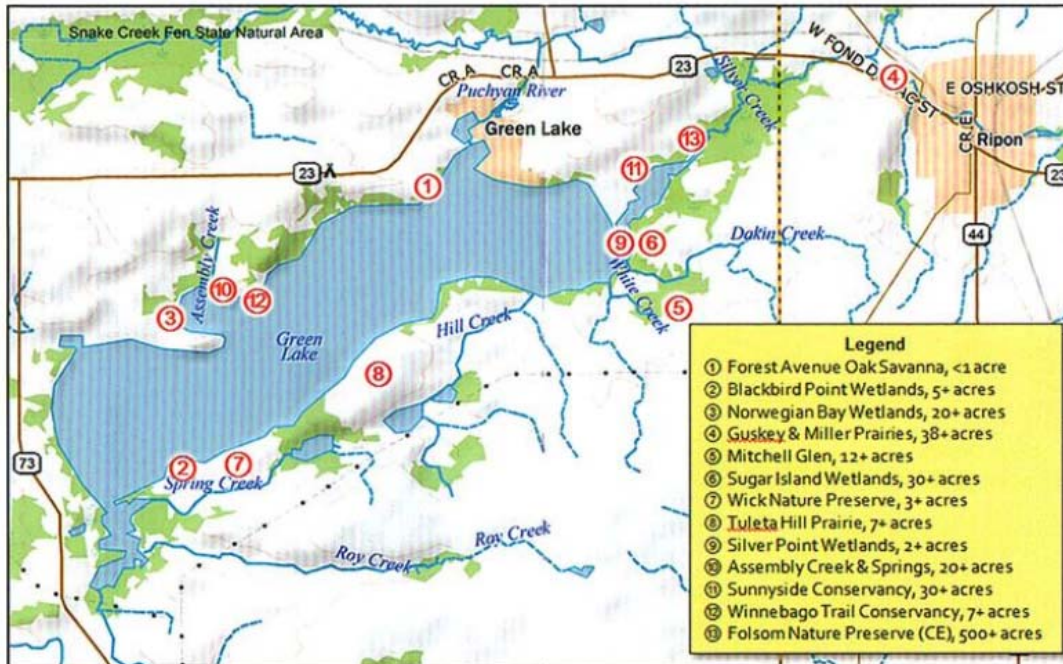 Snake Creek Fen State Natural Area
CR A
CR A
Puchyan River
Green Lake
23
W FOND D
AC ST
4
E OSHKOSH ST
CR E
Ripon
23
Silver Creek
13
11
23
1
9
6
Dakin Creek
White Creek
5
44
Assembly Creek
10
12
3
Green
Lake
Hill Creek
8
73
2
7
Spring Creek
Roy Creek
Roy Creek
Legend
1 Forest Avenue Oak Savanna, <1 acre
2 Blackbird Point Wetlands, 5+ acres
3 Norwegian Bay Wetlands, 20+ acres
4 Guskey & Miller Prairies, 38+ acres
5 Mitchell Glen, 12+ acres
6 Sugar Island Wetlands, 30+ acres
7 Wick Nature Preserve, 3+ acres
8 Tuleta Hill Prairie, 7+ acres
9 Silver Point Wetlands, 2+ acres
10 Assembly Creek & Springs, 20+ acres
11 Sunnyside Conservancy, 30+ acres
12 Winnebago Trail Conservancy, 7+ acres
13 Folsom Nature Preserve (CE), 500+ acres